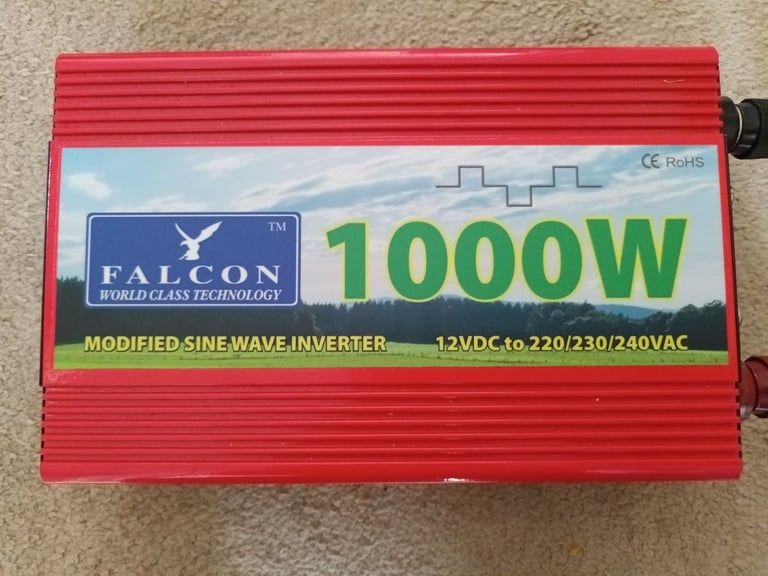 CE RoHS
TM
FALCON
WORLD CLASS TECHNOLOGY
1000W
MODIFIED SINE WAVE INVERTER
12VDC to 220/230/240VAC